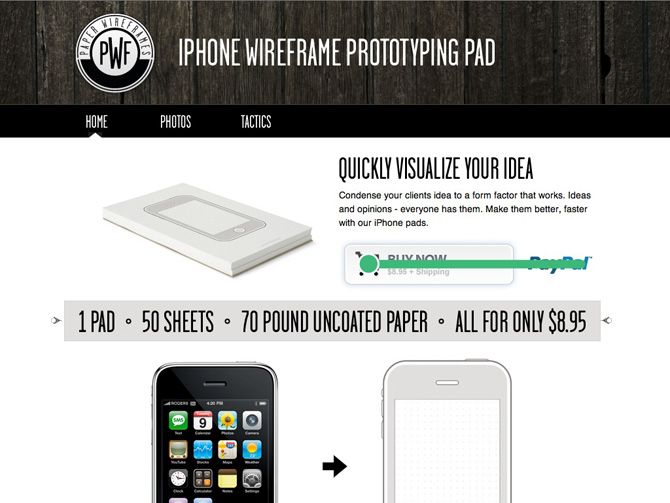 PAPER WIREFRAMES
PWF
IPHONE WIREFRAME PROTOTYPING PAD
HOME PHOTOS TACTICS
QUICKLY VISUALIZE YOUR IDEA
Condense your clients idea to a form factor that works. Ideas
and opinions - everyone has them. Make them better, faster
with our iPhone pads.
BUY NOW
$8.95 + Shipping
PayPal
1 PAD • 50 SHEETS • 70 POUND UNCOATED PAPER • ALL FOR ONLY $8.95
ROGERS 4:20 PM
9
Text Calendar Photos Camera
YouTube Stocks Maps Weather
Clock Calculator Notes Settings